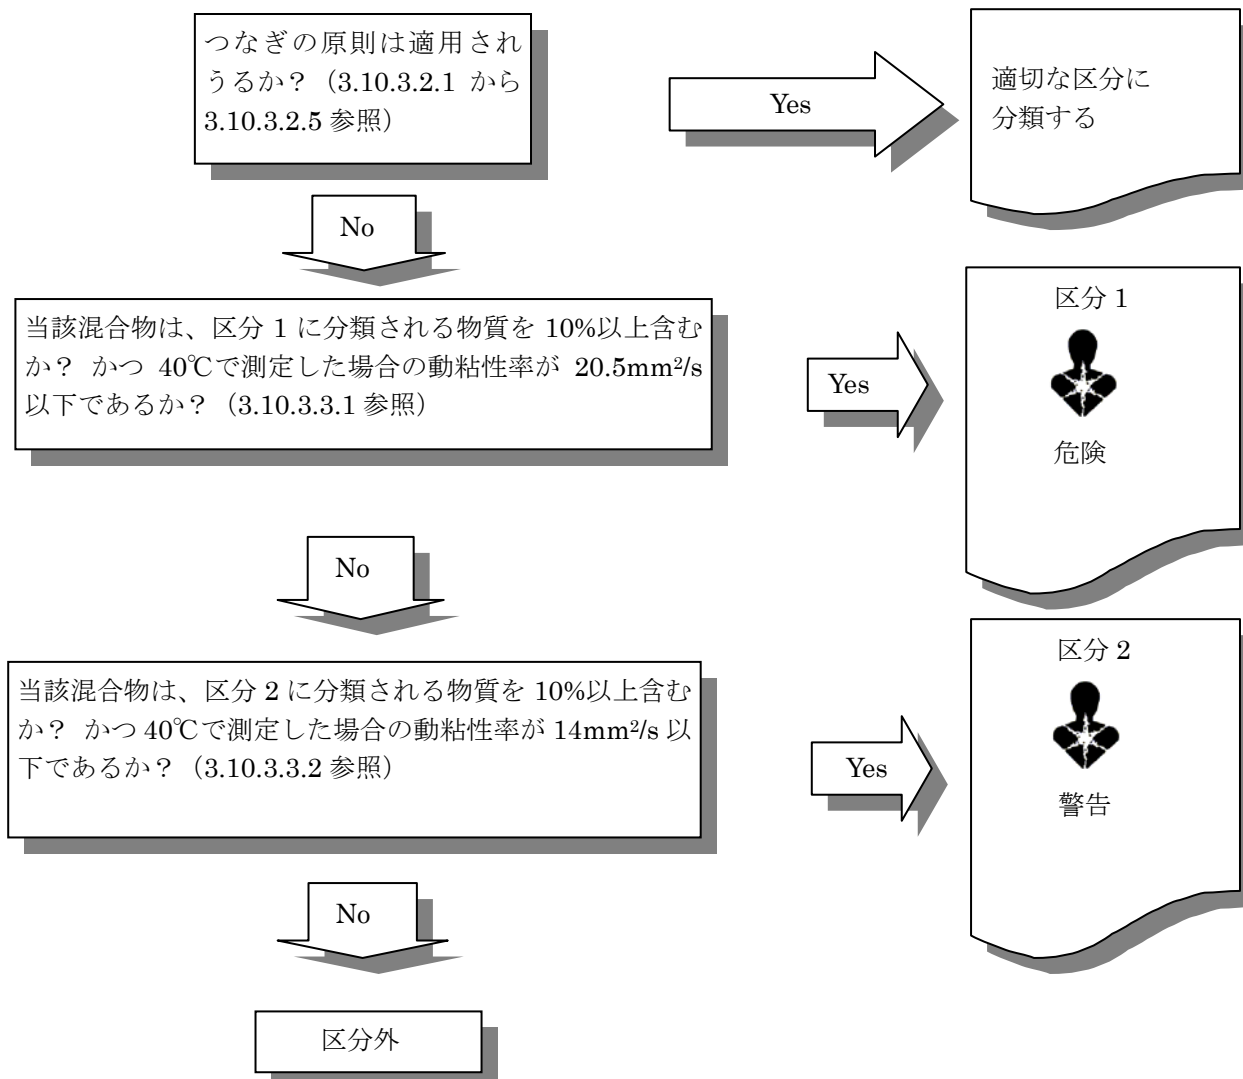 つなぎの原則は適用され
うるか？（3.10.3.2.1 から
3.10.3.2.5 参照）
Yes
適切な区分に
分類する
No
当該混合物は、区分 1 に分類される物質を 10%以上含む
か？ かつ 40℃で測定した場合の動粘性率が 20.5mm²/s
以下であるか？（3.10.3.3.1 参照）
Yes
区分 1
危険
No
当該混合物は、区分 2 に分類される物質を 10%以上含む
か？ かつ 40℃で測定した場合の動粘性率が 14mm²/s 以
下であるか？（3.10.3.3.2 参照）
Yes
区分 2
警告
No
区分外